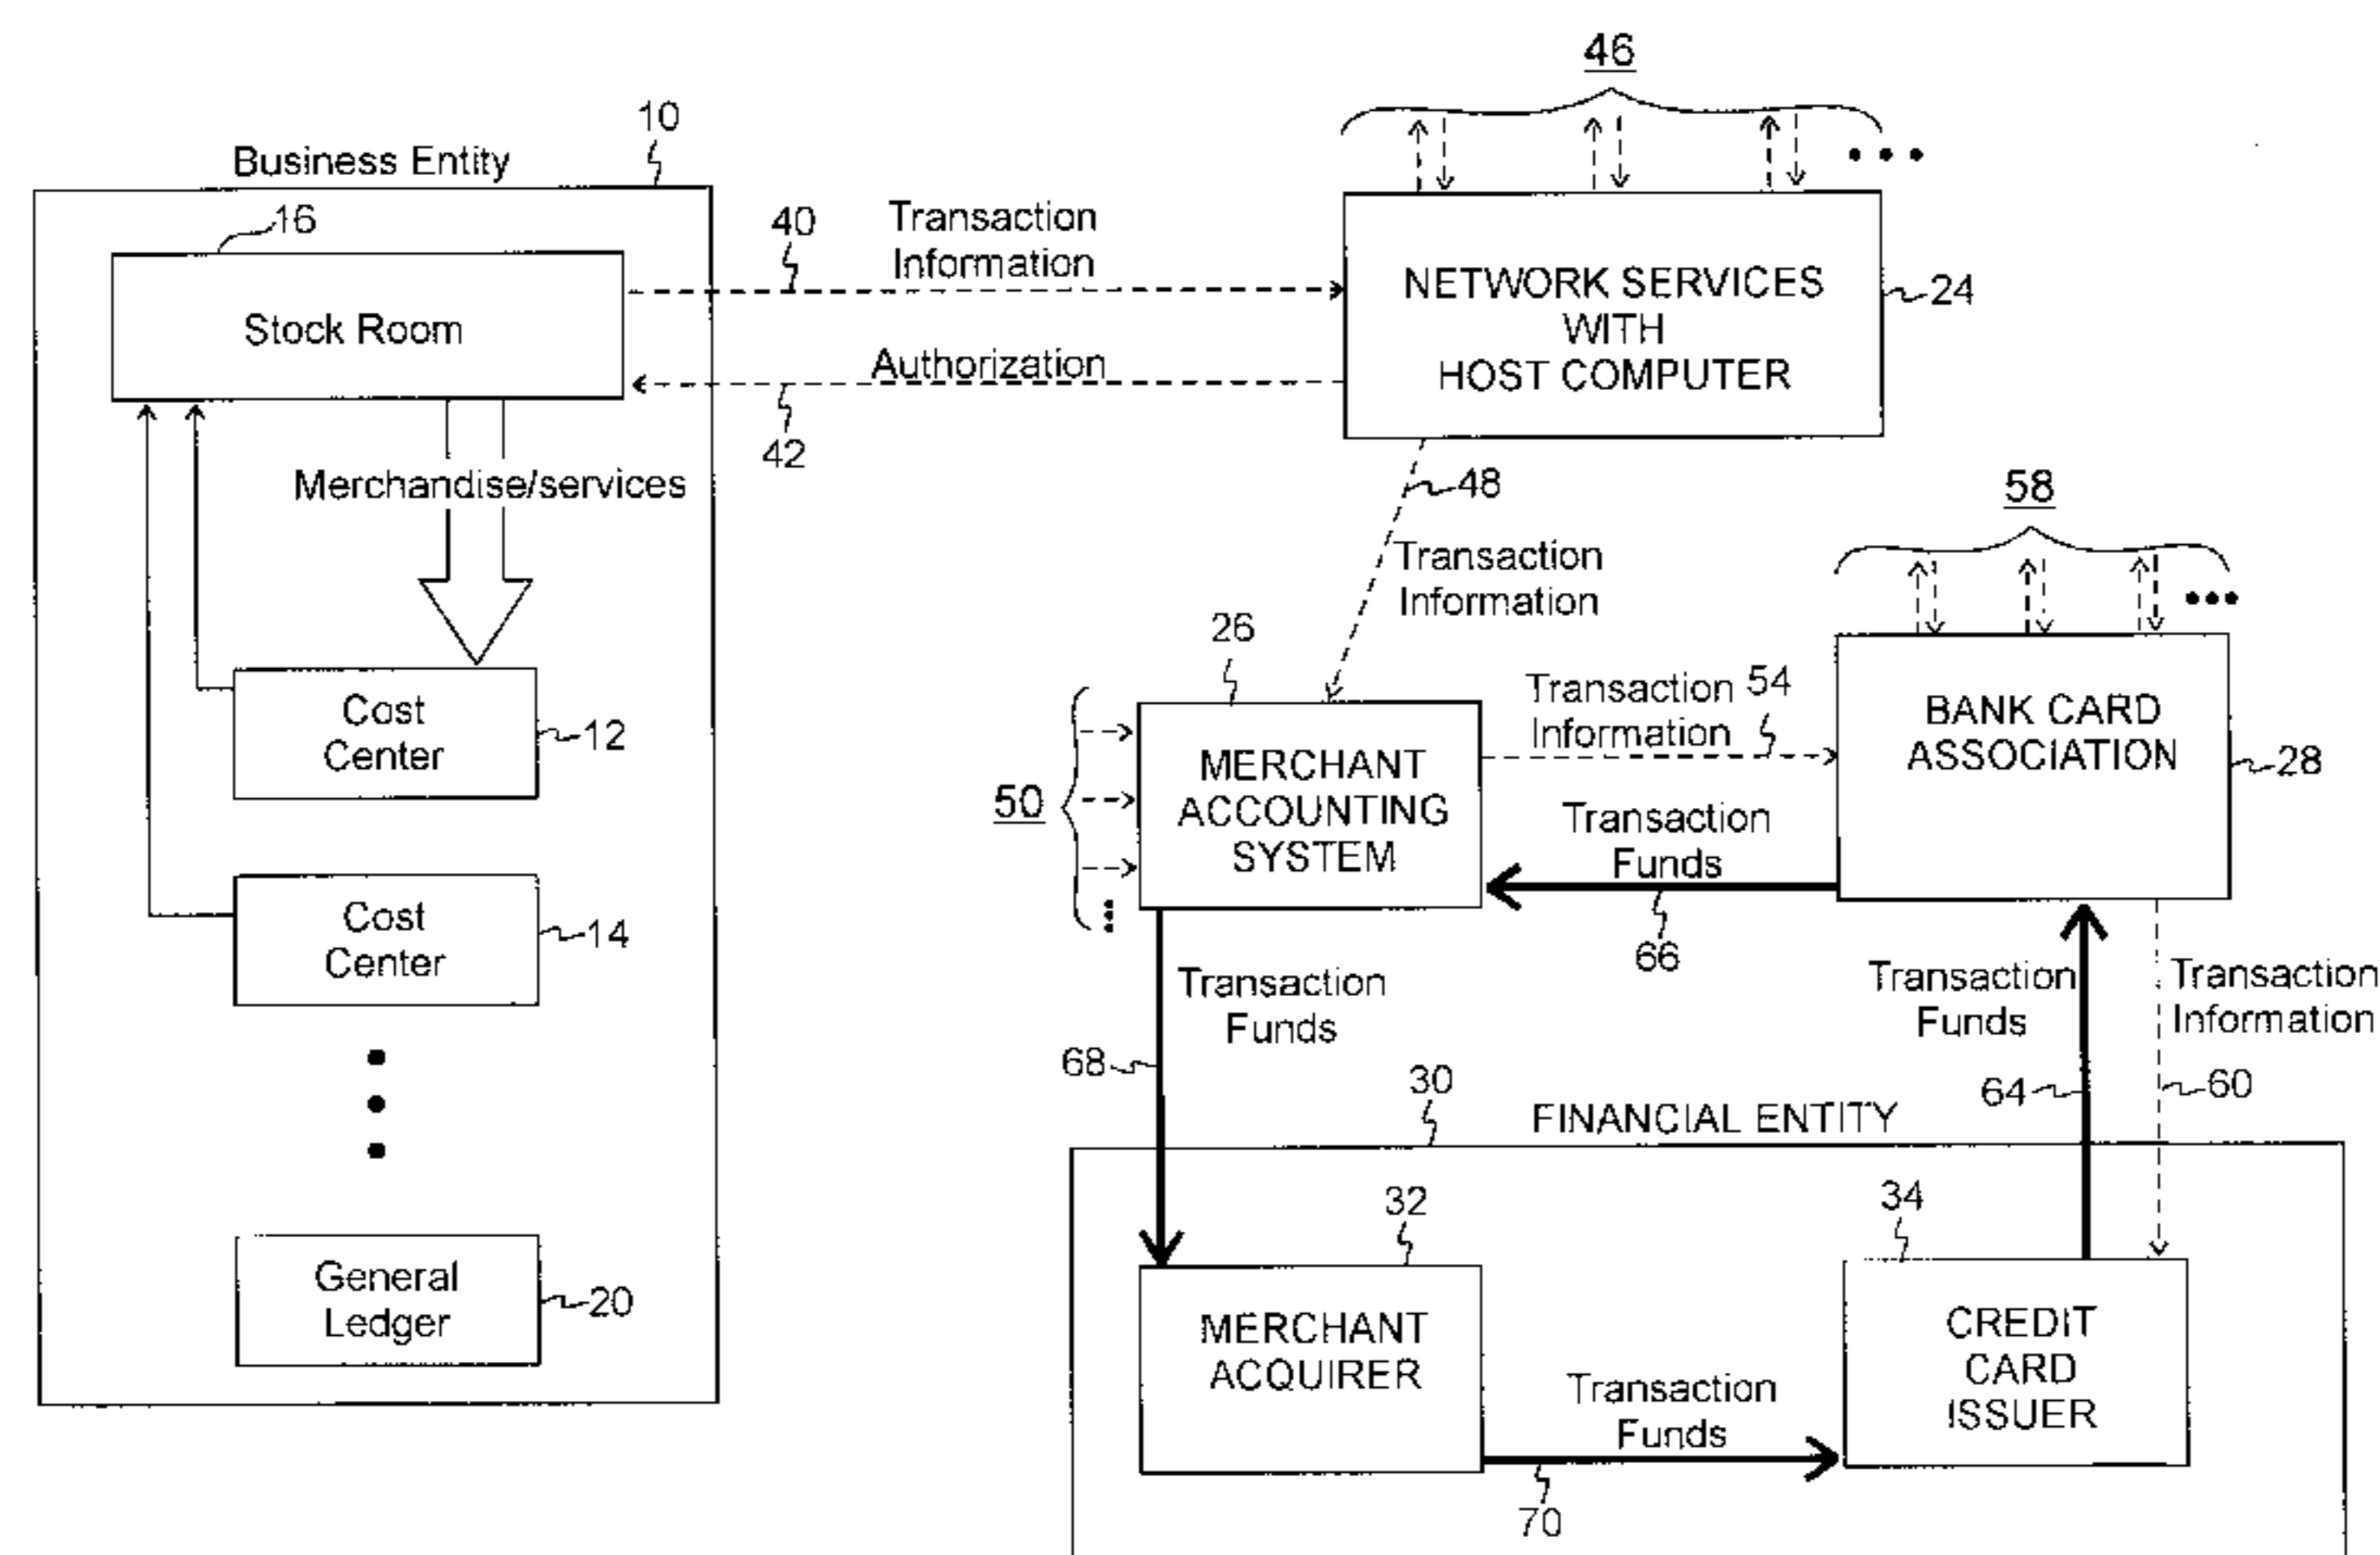 46
10
Business Entity
16
40
Transaction
Information
Stock Room
NETWORK SERVICES
WITH
HOST COMPUTER
24
Authorization
42
Merchandise/services
48
Transaction
Information
58
26
Transaction 54
Information
BANK CARD
ASSOCIATION
28
Cost
Center
12
50
MERCHANT
ACCOUNTING
SYSTEM
Transaction
Funds
66
Cost
Center
14
Transaction
Funds
68
Transaction
Funds
Transaction
Information
64
60
30
FINANCIAL ENTITY
32
34
General
Ledger
20
MERCHANT
ACQUIRER
CREDIT
CARD
ISSUER
Transaction
Funds
70